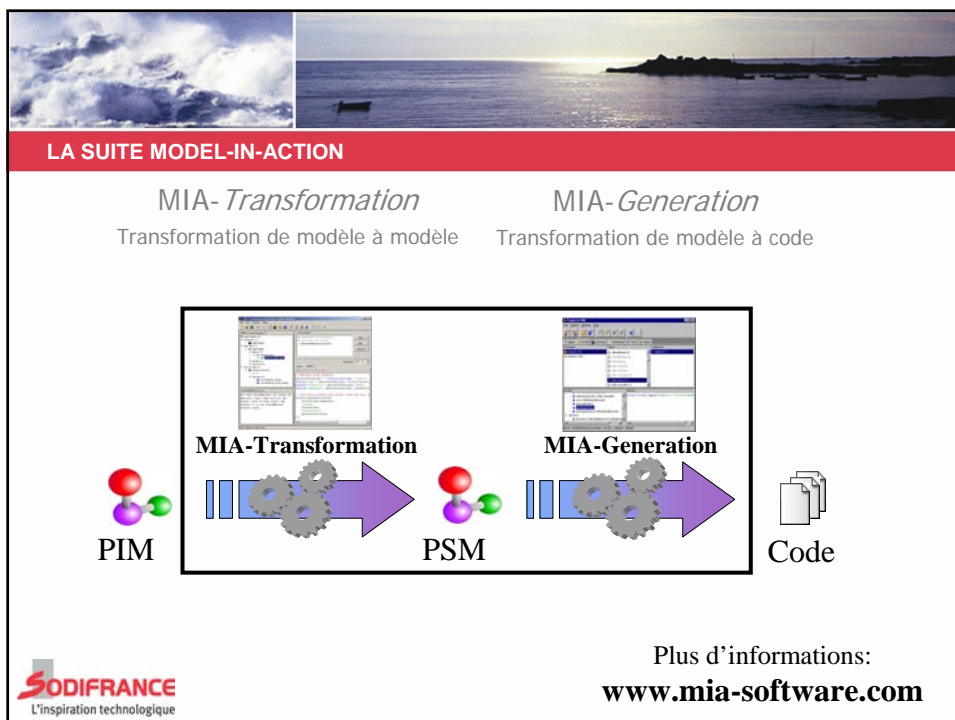 LA SUITE MODEL-IN-ACTION
MIA-Transformation
Transformation de modèle à modèle
MIA-Generation
Transformation de modèle à code
MIA-Transformation
MIA-Generation
PIM
PSM
Code
Plus d'informations:
www.mia-software.com
SODIFRANCE
L'inspiration technologique